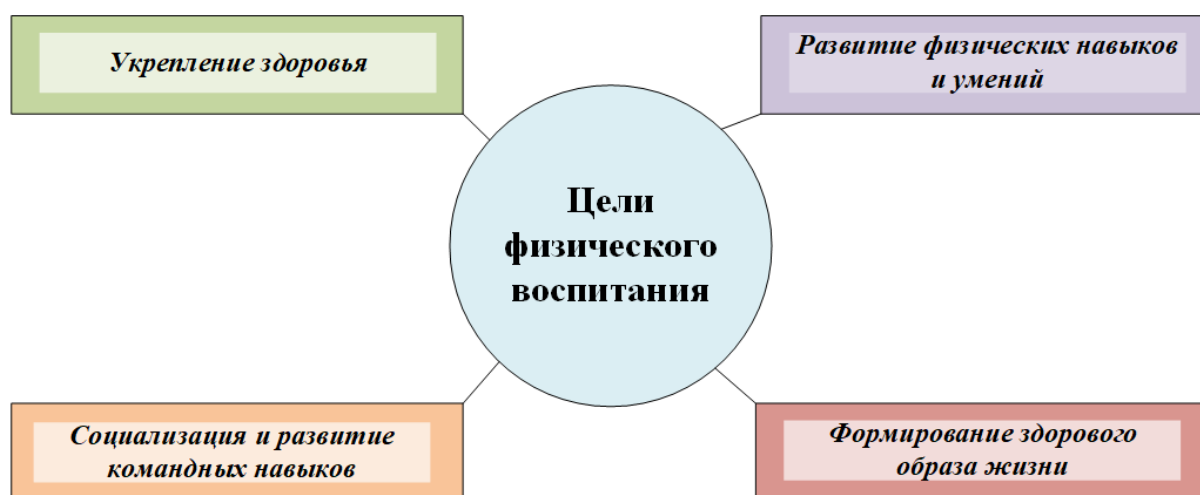 Укрепление здоровья
Развитие физических навыков
и умений
Цели
физического
воспитания
Социализация и развитие
командных навыков
Формирование здорового
образа жизни